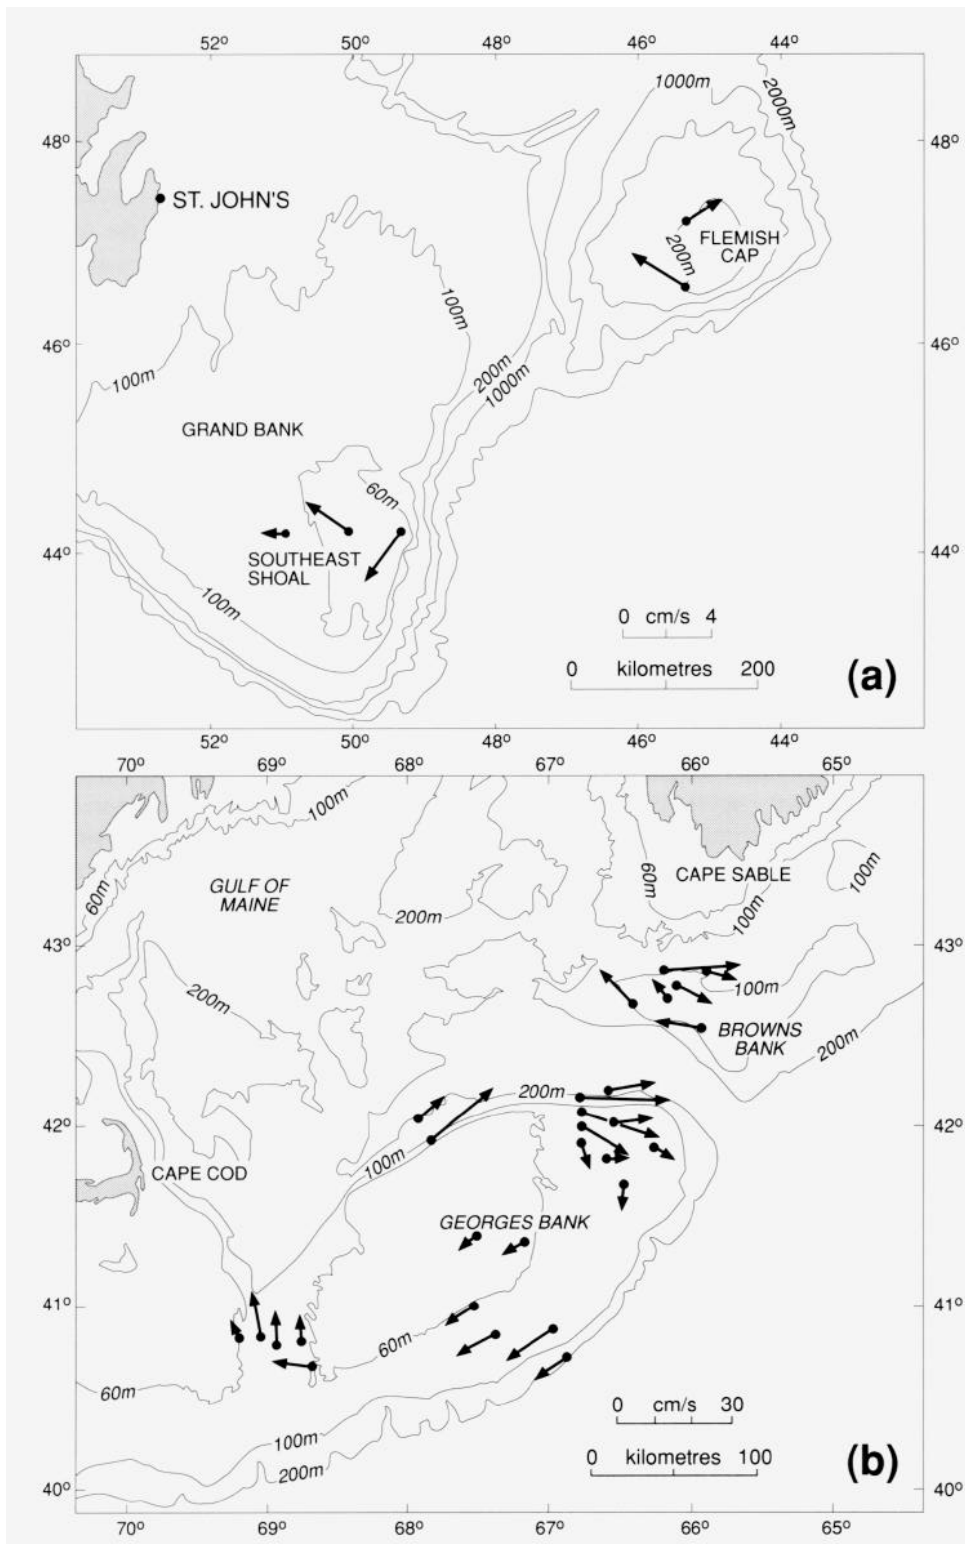 52° 50° 48° 46° 44°
1000m
2000m
48° 48°
ST. JOHN'S
FLEMISH
CAP
200m
100m
46° 46°
200m
100m
1000m
GRAND BANK
60m
44° 44°
SOUTHEAST
SHOAL
100m
0 cm/s 4
0 kilometres 200
(a)
52° 50° 48° 46° 44°
70° 69° 68° 67° 66° 65°
100m
60m
60m
CAPE SABLE
100m
GULF OF
MAINE
200m
100m
43° 43°
200m
100m
BROWNS
BANK
200m
200m
42° 42°
100m
CAPE COD
GEORGES BANK
41° 41°
60m
60m
0 cm/s 30
100m
0 kilometres 100
(b)
200m
40° 40°
70° 69° 68° 67° 66° 65°